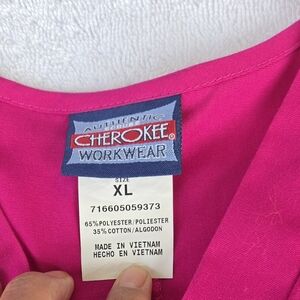 AUTHENTIC
CHEROKEE®
WORKWEAR
SIZE
XL
716605059373
65% POLYESTER/POLIESTER
35% COTTON/ALGODON
MADE IN VIETNAM
HECHO EN VIETNAM